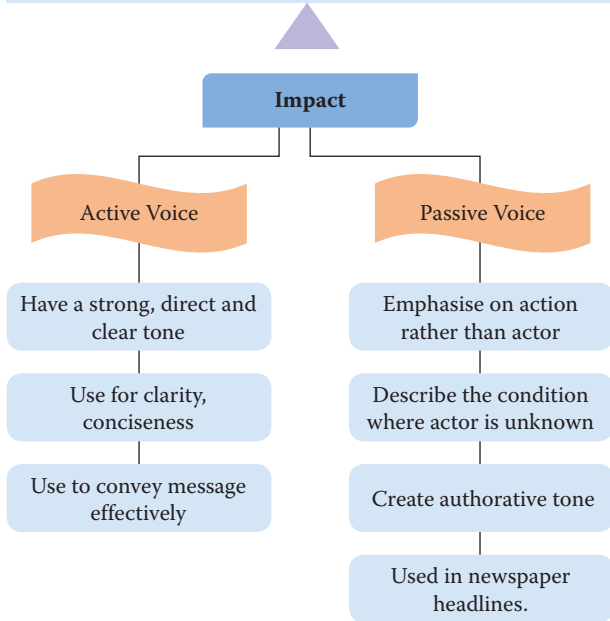 Impact
Active Voice
Have a strong, direct and
clear tone
Use for clarity,
conciseness
Use to convey message
effectively
Passive Voice
Emphasise on action
rather than actor
Describe the condition
where actor is unknown
Create authorative tone
Used in newspaper
headlines.